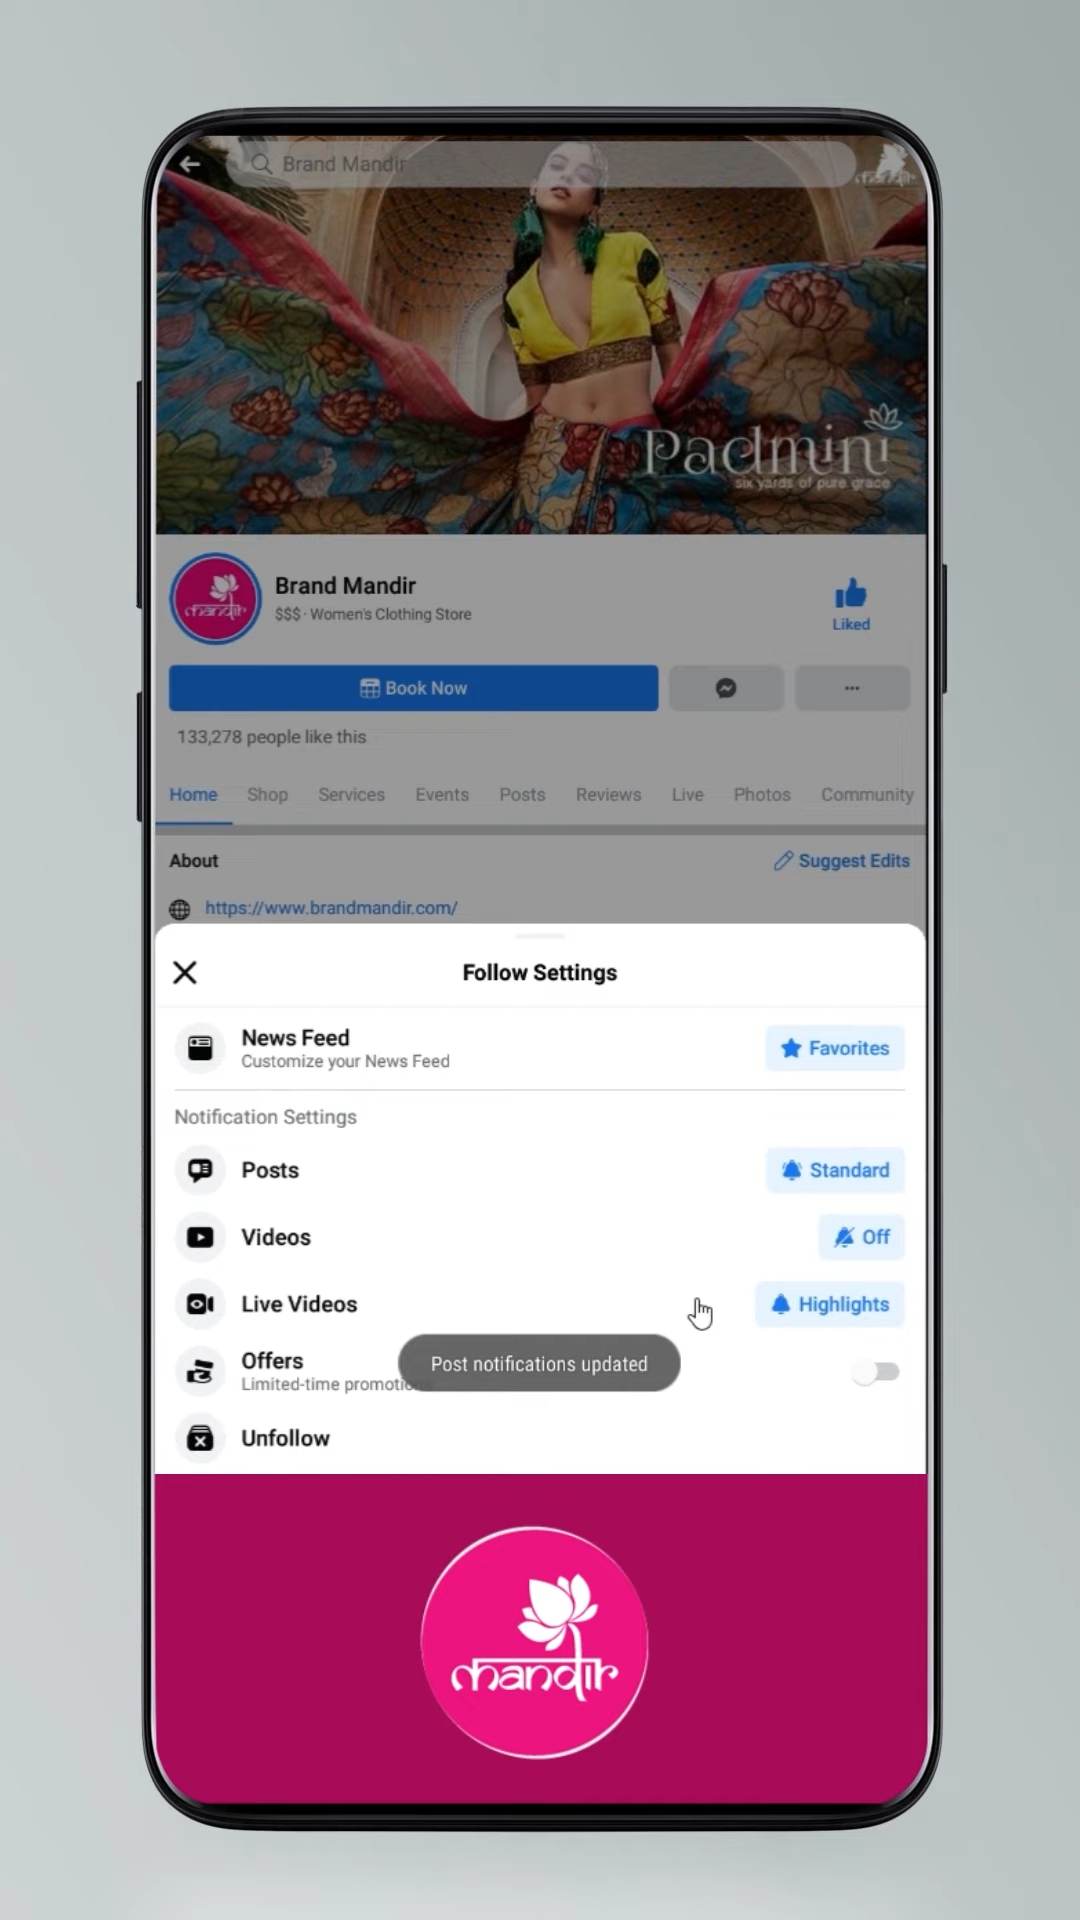 Brand Mandir
mandir
Padmini
six yards of pure grace
mandir
Brand Mandir
$$$ · Women's Clothing Store
Liked
Book Now
133,278 people like this
Home Shop Services Events Posts Reviews Live Photos Community
About
Suggest Edits
https://www.brandmandir.com/
Follow Settings
News Feed
Customize your News Feed
Favorites
Notification Settings
Posts
Standard
Videos
Off
Live Videos
Highlights
Offers
Limited-time promotions
Post notifications updated
Unfollow
mandir